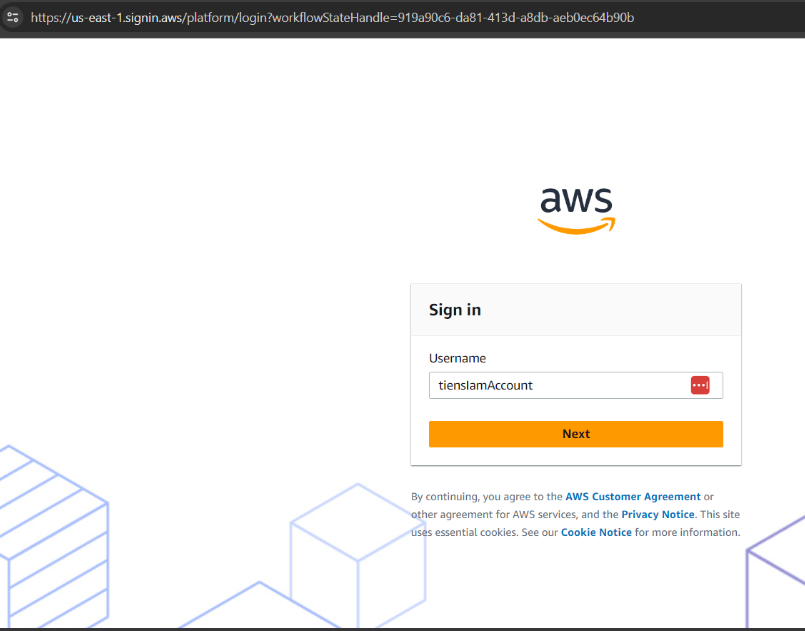 https://us-east-1.signin.aws/platform/login?workflowStateHandle=919a90c6-da81-413d-a8db-aeb0ec64b90b
aws
Sign in
Username
tiensIamAccount
Next
By continuing, you agree to the AWS Customer Agreement or
other agreement for AWS services, and the Privacy Notice. This site
uses essential cookies. See our Cookie Notice for more information.